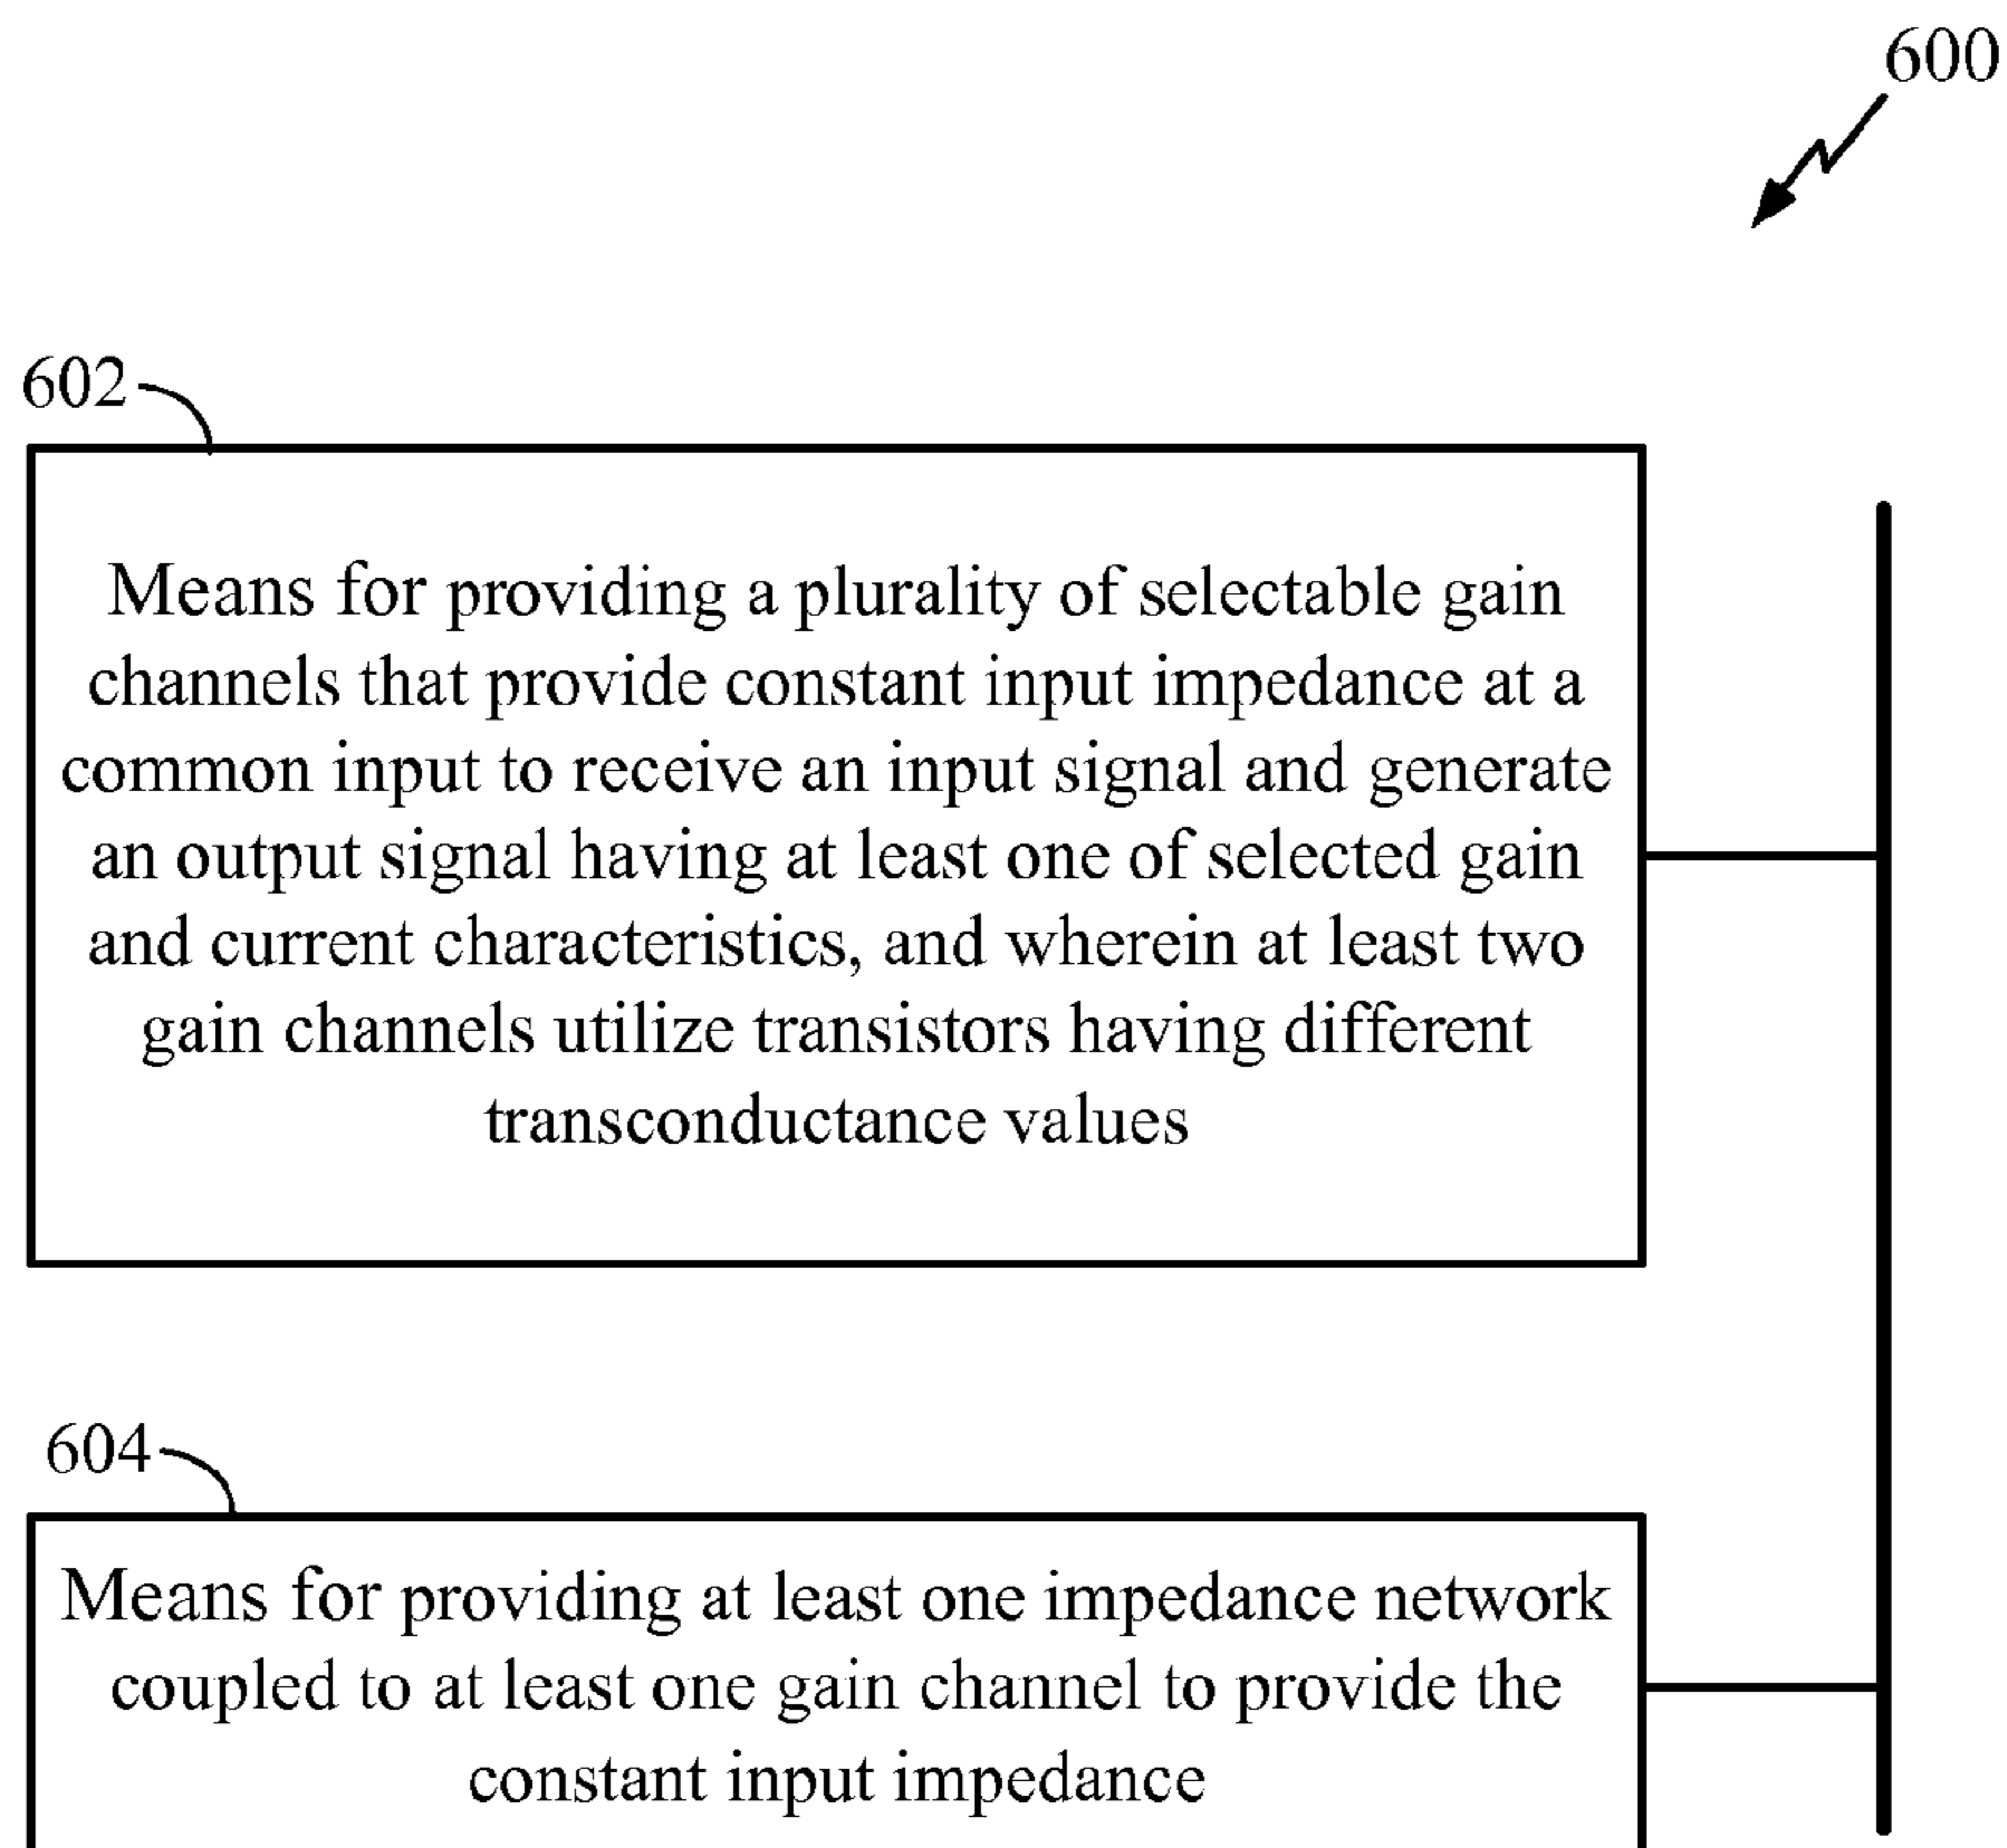 600
602
Means for providing a plurality of selectable gain
channels that provide constant input impedance at a
common input to receive an input signal and generate
an output signal having at least one of selected gain
and current characteristics, and wherein at least two
gain channels utilize transistors having different
transconductance values
604
Means for providing at least one impedance network
coupled to at least one gain channel to provide the
constant input impedance